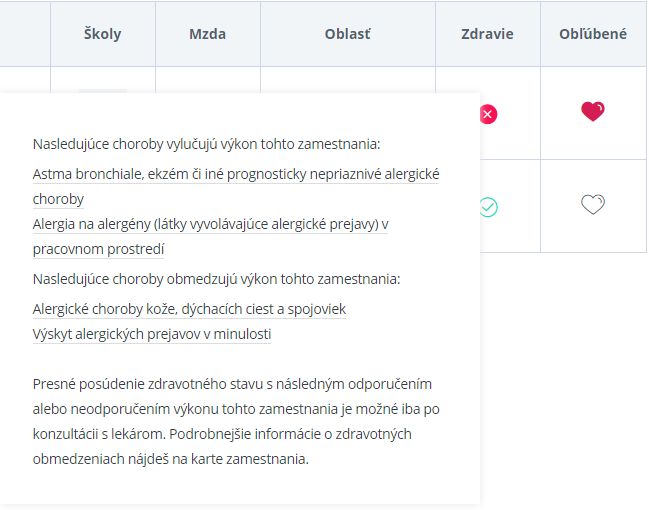 Školy Mzda Oblasť Zdravie Obľúbené
Nasledujúce choroby vylučujú výkon tohto zamestnania:
Astma bronchiale, ekzém či iné prognosticky nepriaznivé alergické
choroby
Alergia na alergény (látky vyvolávajúce alergické prejavy) v
pracovnom prostredí
Nasledujúce choroby obmedzujú výkon tohto zamestnania:
Alergické choroby kože, dýchacích ciest a spojoviek
Výskyt alergických prejavov v minulosti
Presné posúdenie zdravotného stavu s následným odporučením
alebo neodporučením výkonu tohto zamestnania je možné iba po
konzultácii s lekárom. Podrobnejšie informácie o zdravotných
obmedzeniach nájdeš na karte zamestnania.